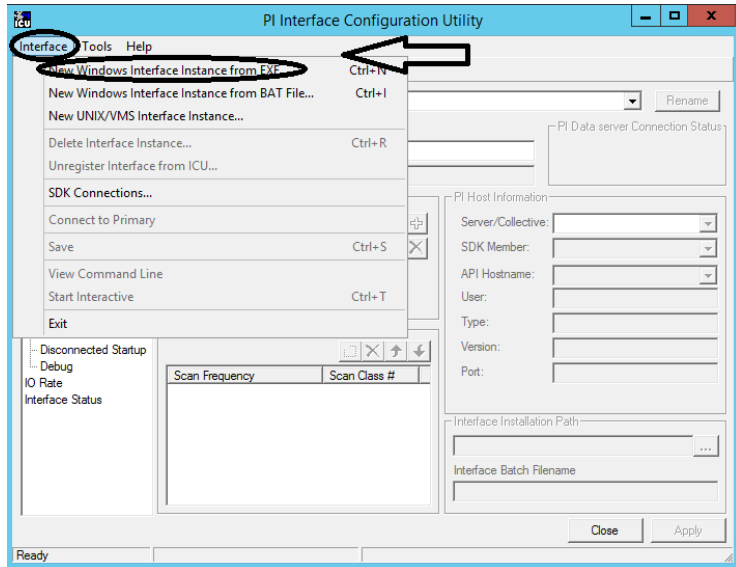 ICU
PI Interface Configuration Utility
Interface Tools Help
New Windows Interface Instance from EXE... Ctrl+N
New Windows Interface Instance from BAT File... Ctrl+I
New UNIX/VMS Interface Instance...
Delete Interface Instance... Ctrl+R
Unregister Interface from ICU...
SDK Connections...
Connect to Primary
Save Ctrl+S
View Command Line
Start Interactive Ctrl+T
Exit
Rename
PI Data server Connection Status
PI Host Information
Server/Collective:
SDK Member:
API Hostname:
User:
Type:
Version:
Port:
Disconnected Startup
Debug
IO Rate
Interface Status
Scan Frequency Scan Class #
Interface Installation Path
...
Interface Batch Filename
Close Apply
Ready